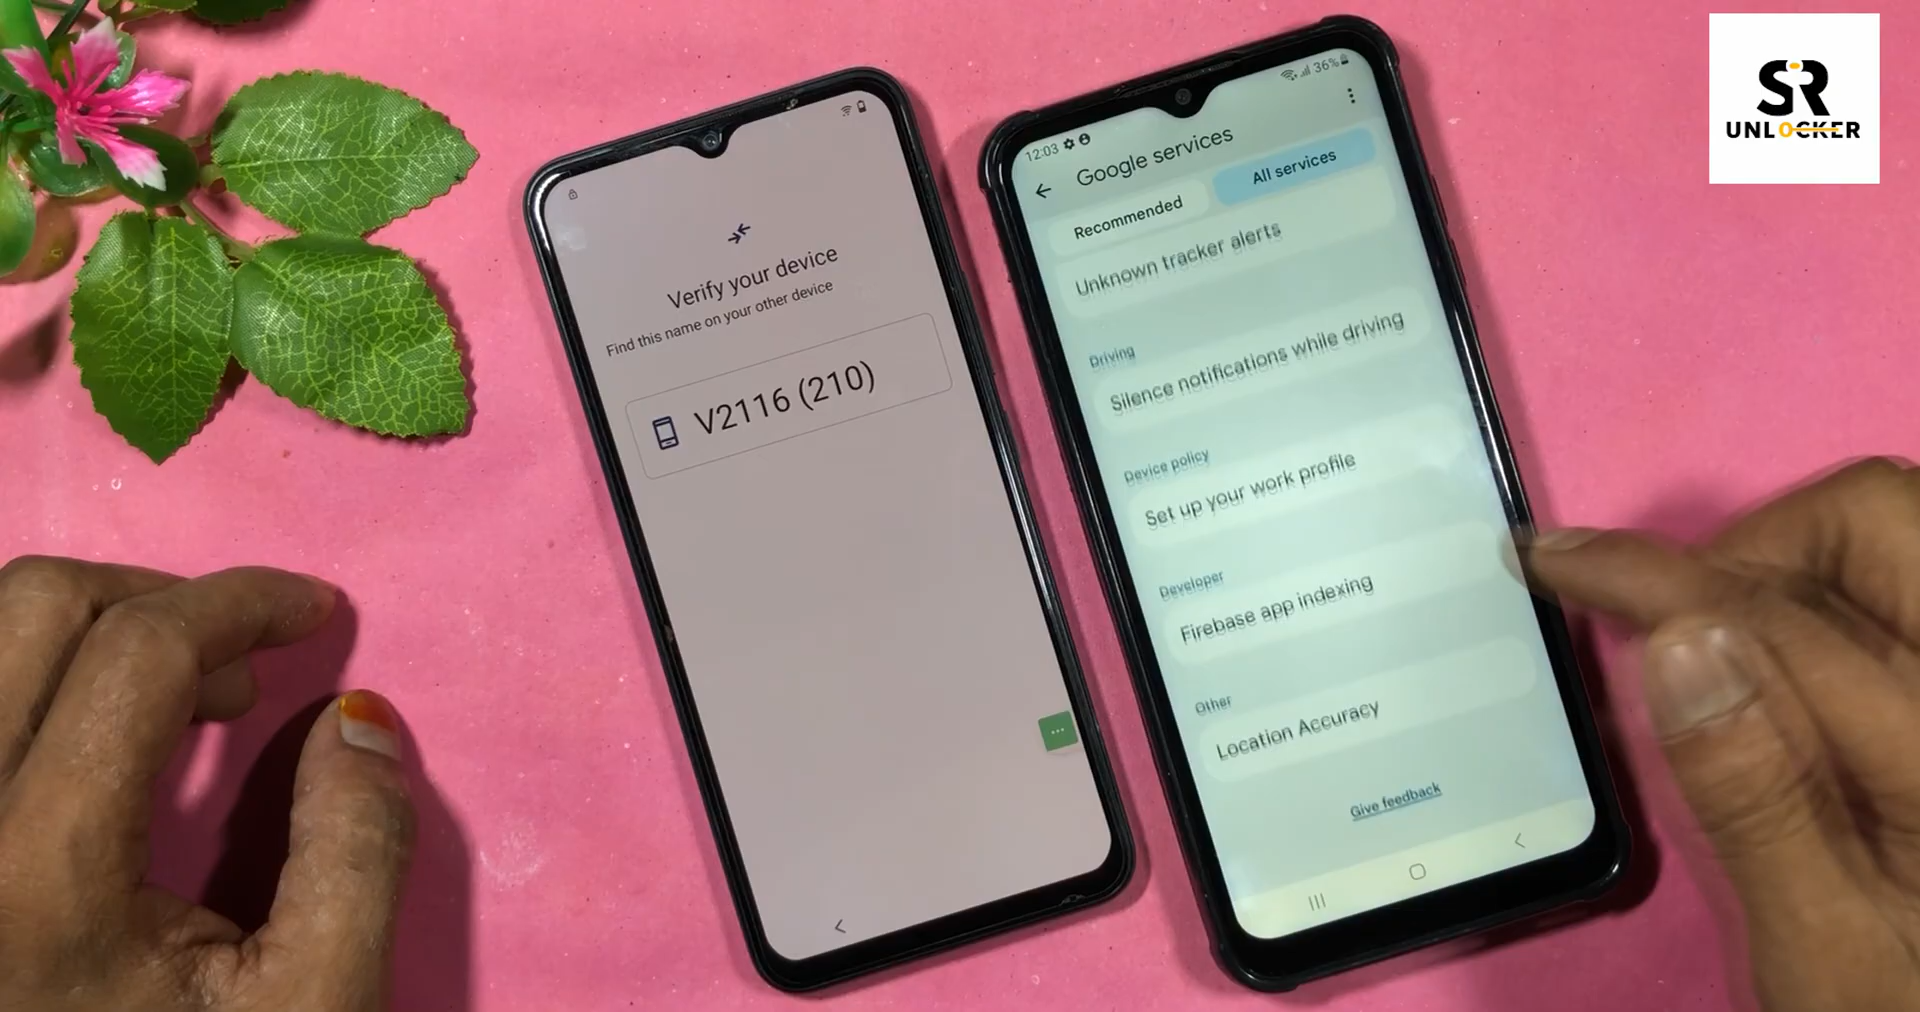 SR
UNLOCKER
Verify your device
Find this name on your other device
V2116 (210)
12:03
36%
Google services
Recommended
All services
Unknown tracker alerts
Driving
Silence notifications while driving
Device policy
Set up your work profile
Developer
Firebase app indexing
Other
Location Accuracy
Give feedback